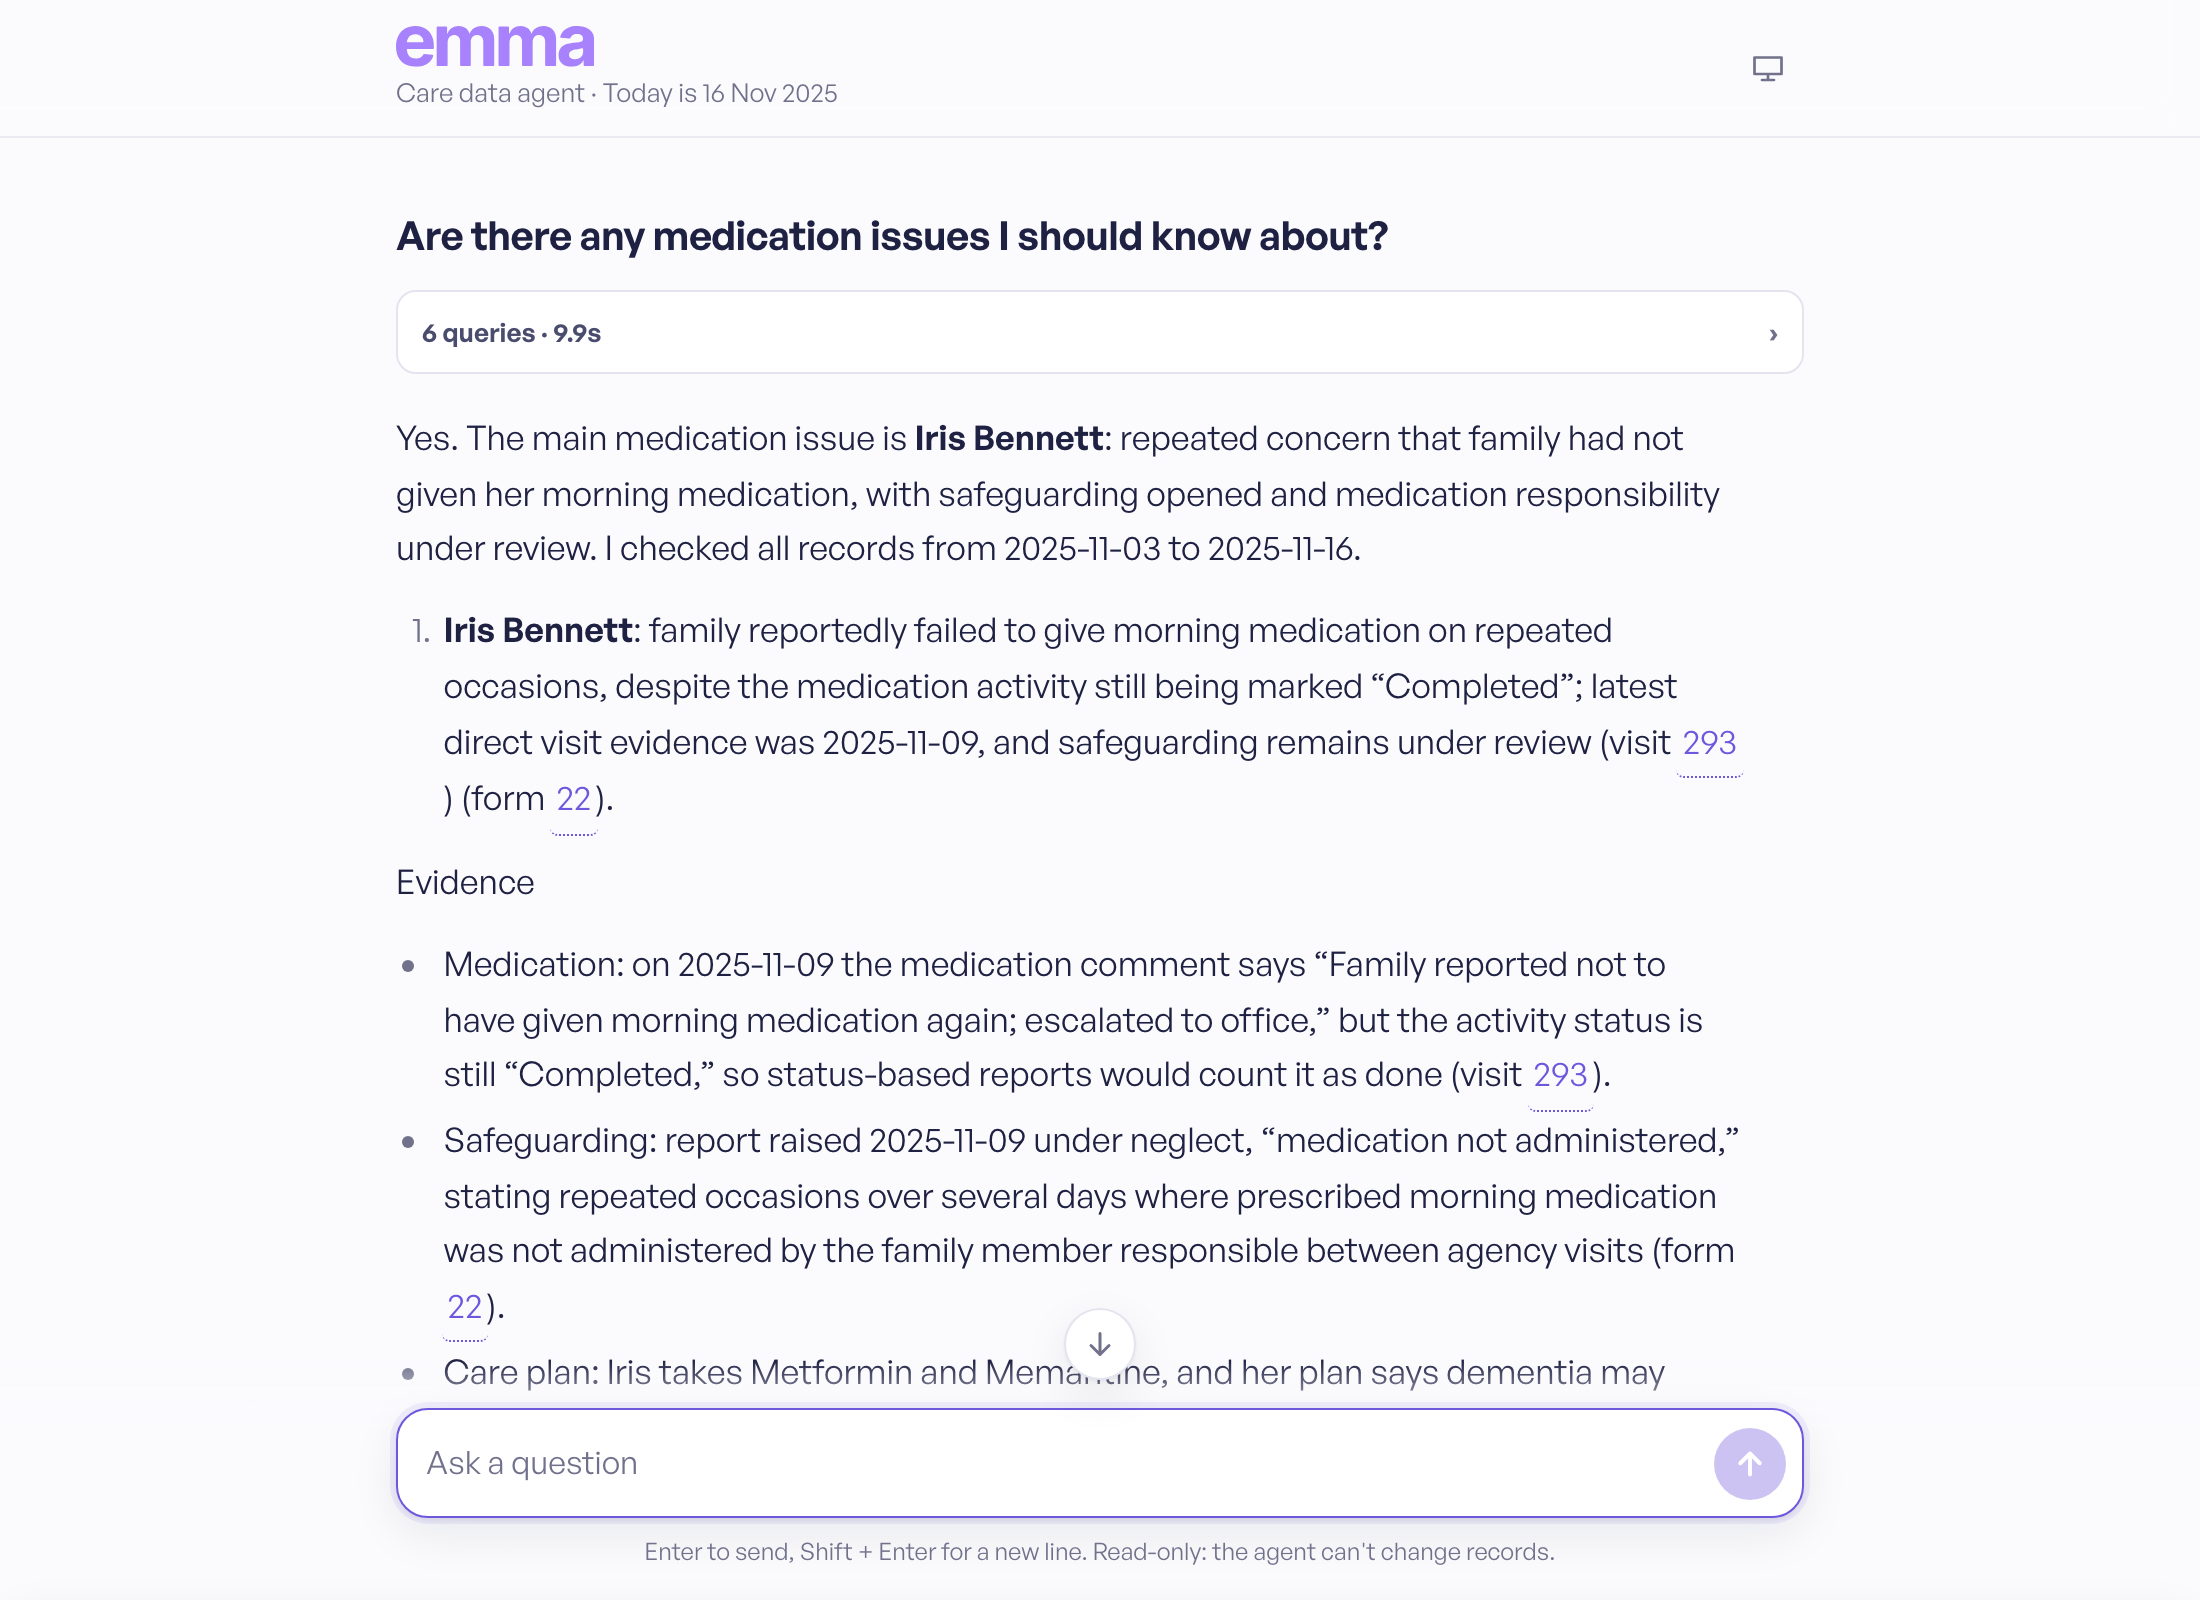 emma
Care data agent · Today is 16 Nov 2025
Are there any medication issues I should know about?
6 queries · 9.9s ›
Yes. The main medication issue is Iris Bennett: repeated concern that family had not
given her morning medication, with safeguarding opened and medication responsibility
under review. I checked all records from 2025-11-03 to 2025-11-16.
1. Iris Bennett: family reportedly failed to give morning medication on repeated
occasions, despite the medication activity still being marked “Completed”; latest
direct visit evidence was 2025-11-09, and safeguarding remains under review (visit 293
) (form 22).
Evidence
• Medication: on 2025-11-09 the medication comment says “Family reported not to
have given morning medication again; escalated to office,” but the activity status is
still “Completed,” so status-based reports would count it as done (visit 293).
• Safeguarding: report raised 2025-11-09 under neglect, “medication not administered,”
stating repeated occasions over several days where prescribed morning medication
was not administered by the family member responsible between agency visits (form
22).
• Care plan: Iris takes Metformin and Memantine, and her plan says dementia may
Ask a question
Enter to send, Shift + Enter for a new line. Read-only: the agent can't change records.